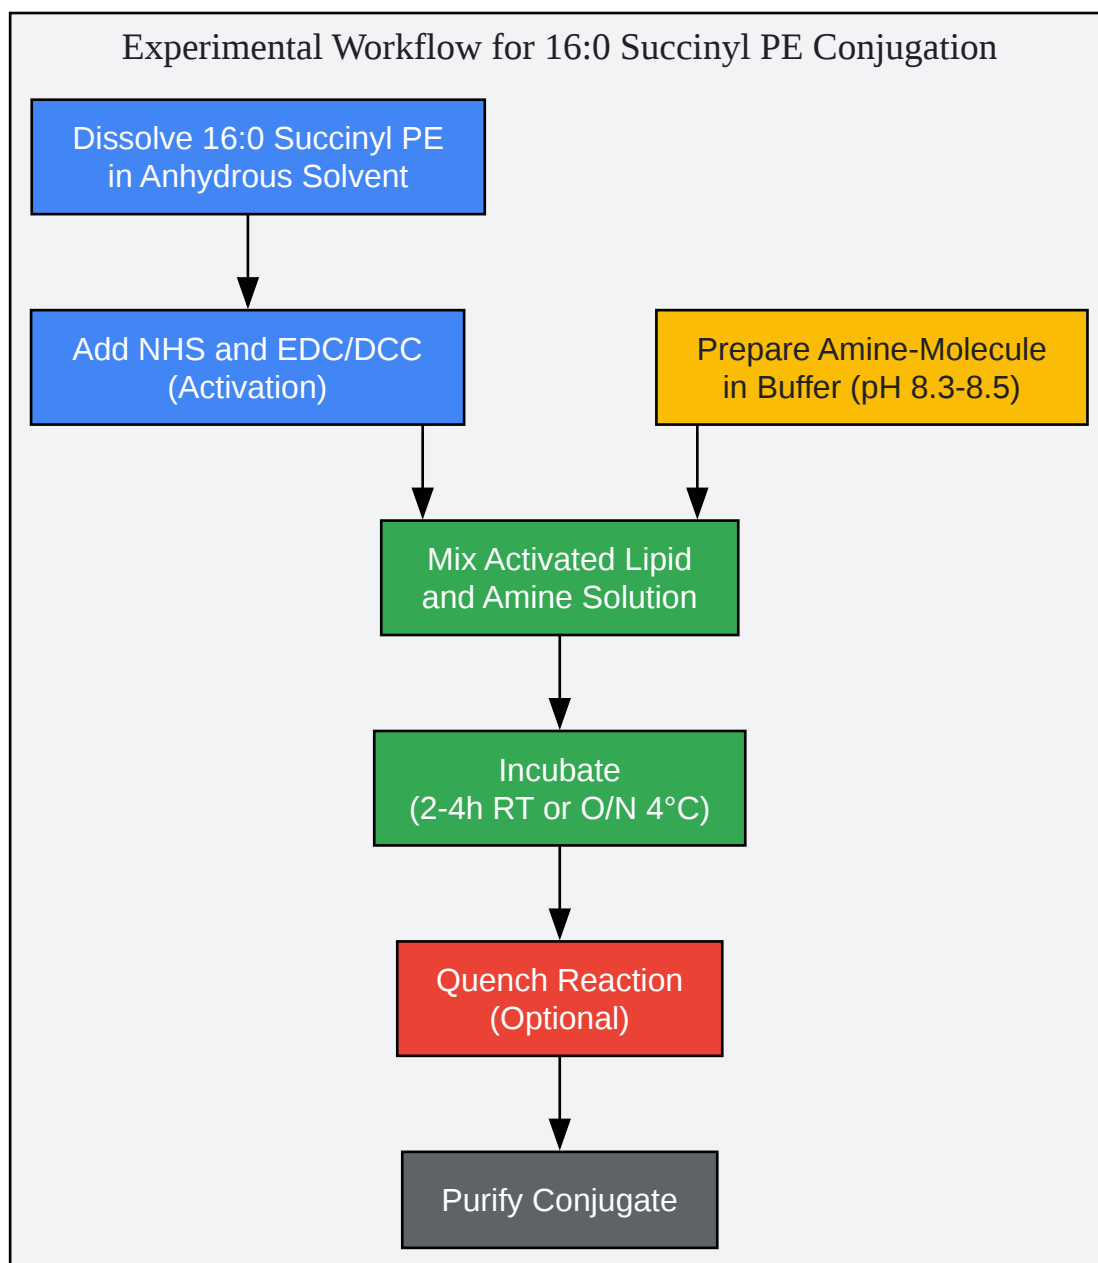 Experimental Workflow for 16:0 Succinyl PE Conjugation
Dissolve 16:0 Succinyl PE
in Anhydrous Solvent
Add NHS and EDC/DCC
(Activation)
Prepare Amine-Molecule
in Buffer (pH 8.3-8.5)
Mix Activated Lipid
and Amine Solution
Incubate
(2-4h RT or O/N 4°C)
Quench Reaction
(Optional)
Purify Conjugate